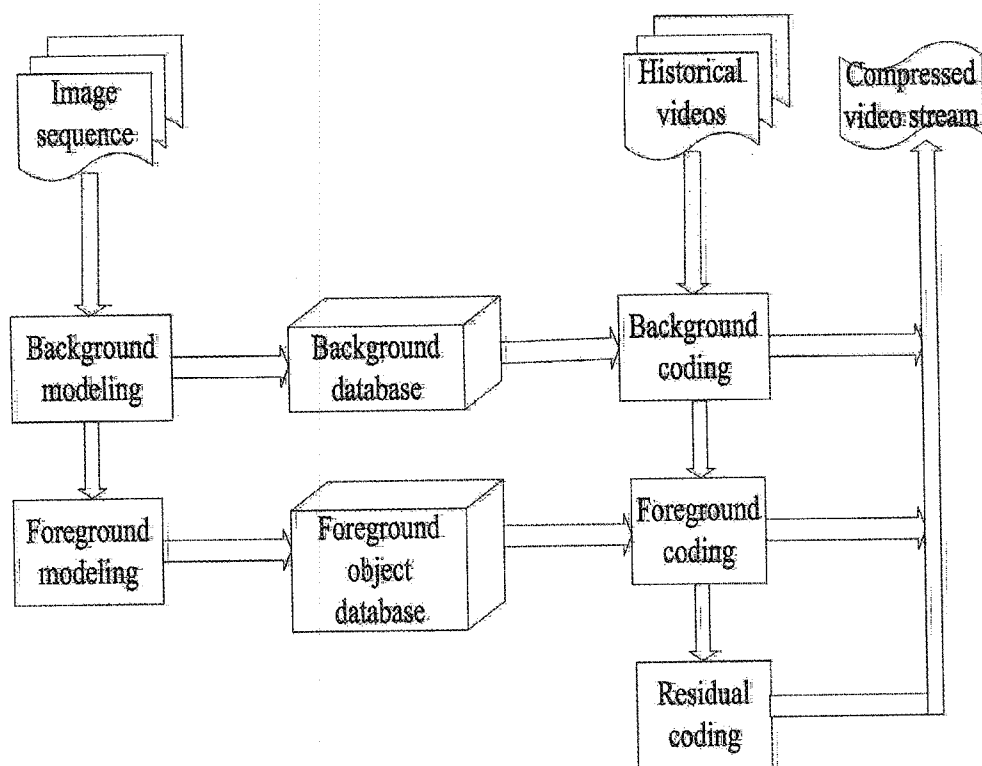 Image
sequence
Historical
videos
Compressed
video stream
Background
modeling
Background
database
Background
coding
Foreground
modeling
Foreground
object
database
Foreground
coding
Residual
coding